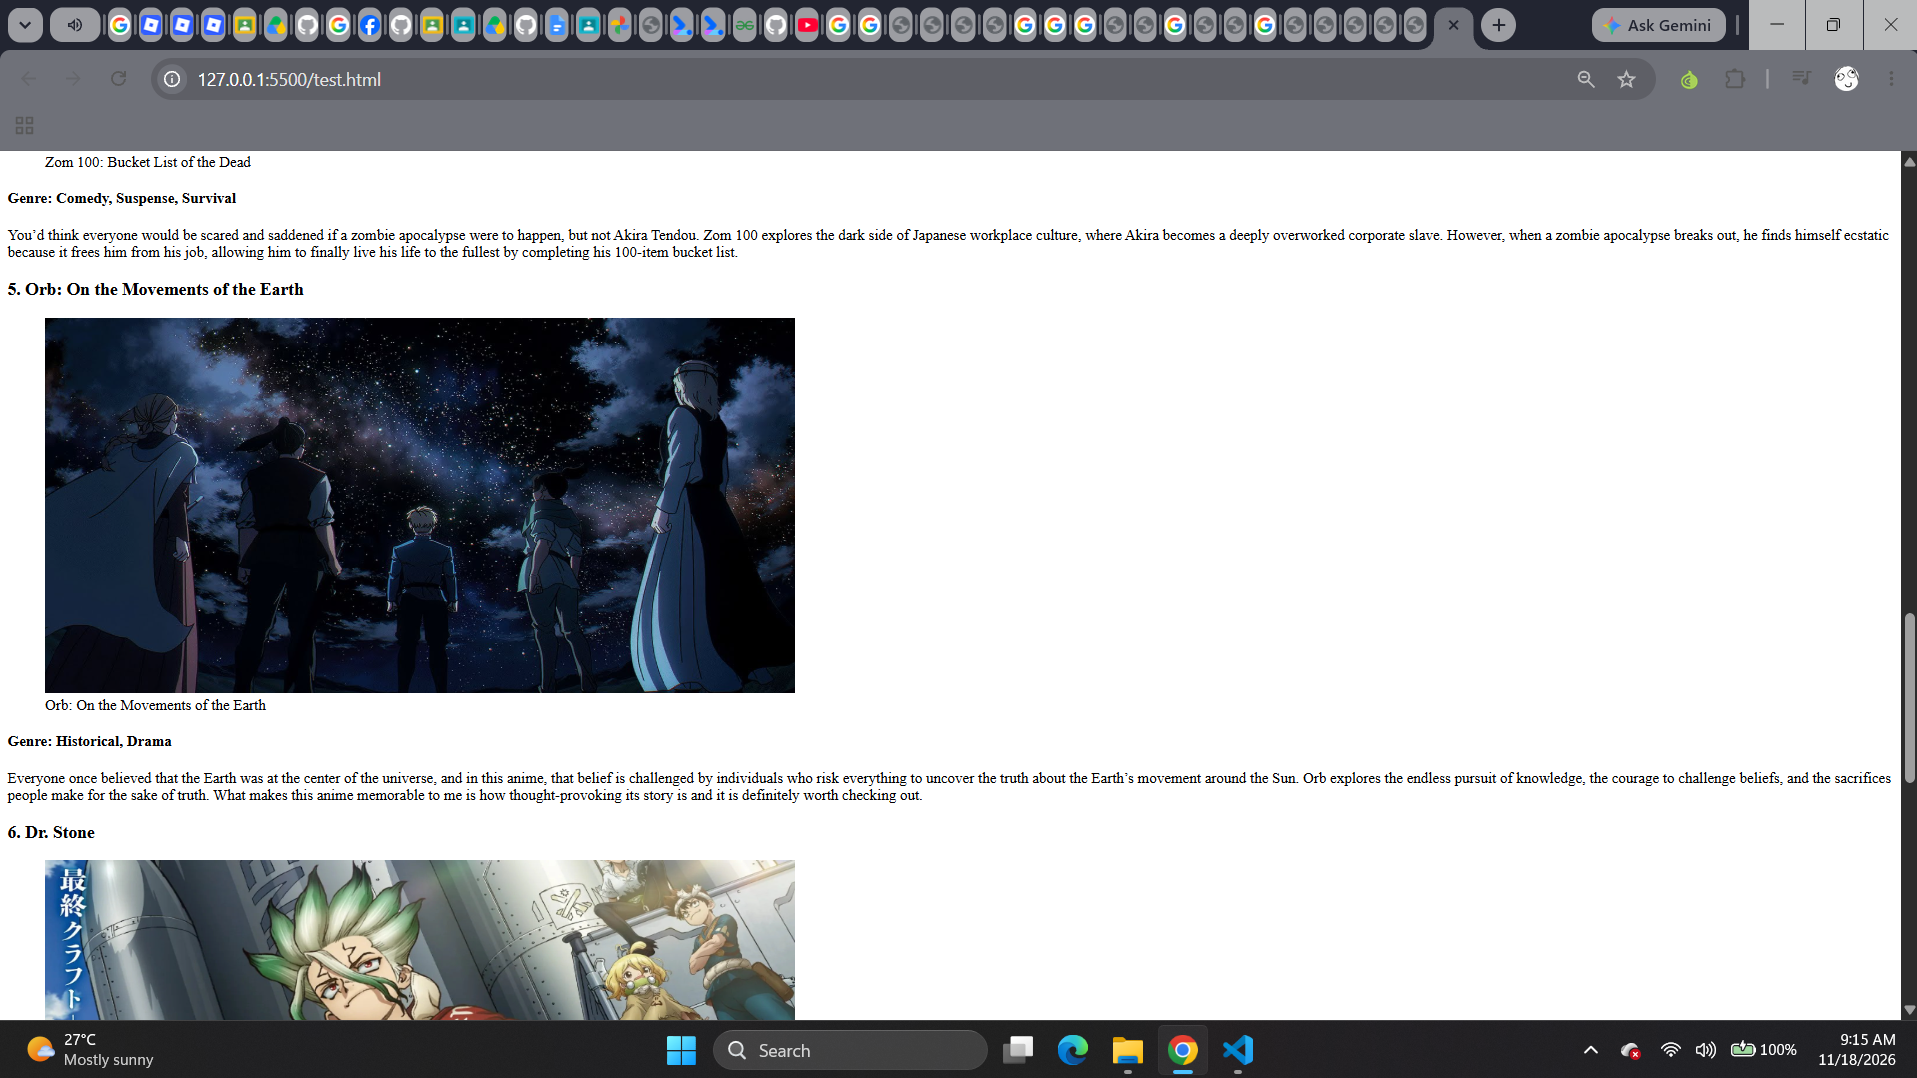 Ask Gemini
127.0.0.1:5500/test.html
Zom 100: Bucket List of the Dead
Genre: Comedy, Suspense, Survival
You’d think everyone would be scared and saddened if a zombie apocalypse were to happen, but not Akira Tendou. Zom 100 explores the dark side of Japanese workplace culture, where Akira becomes a deeply overworked corporate slave. However, when a zombie apocalypse breaks out, he finds himself ecstatic
because it frees him from his job, allowing him to finally live his life to the fullest by completing his 100-item bucket list.
5. Orb: On the Movements of the Earth
Orb: On the Movements of the Earth
Genre: Historical, Drama
Everyone once believed that the Earth was at the center of the universe, and in this anime, that belief is challenged by individuals who risk everything to uncover the truth about the Earth’s movement around the Sun. Orb explores the endless pursuit of knowledge, the courage to challenge beliefs, and the sacrifices
people make for the sake of truth. What makes this anime memorable to me is how thought-provoking its story is and it is definitely worth checking out.
6. Dr. Stone
最終クラフト
27°C
Mostly sunny
Search
100%
9:15 AM
11/18/2026